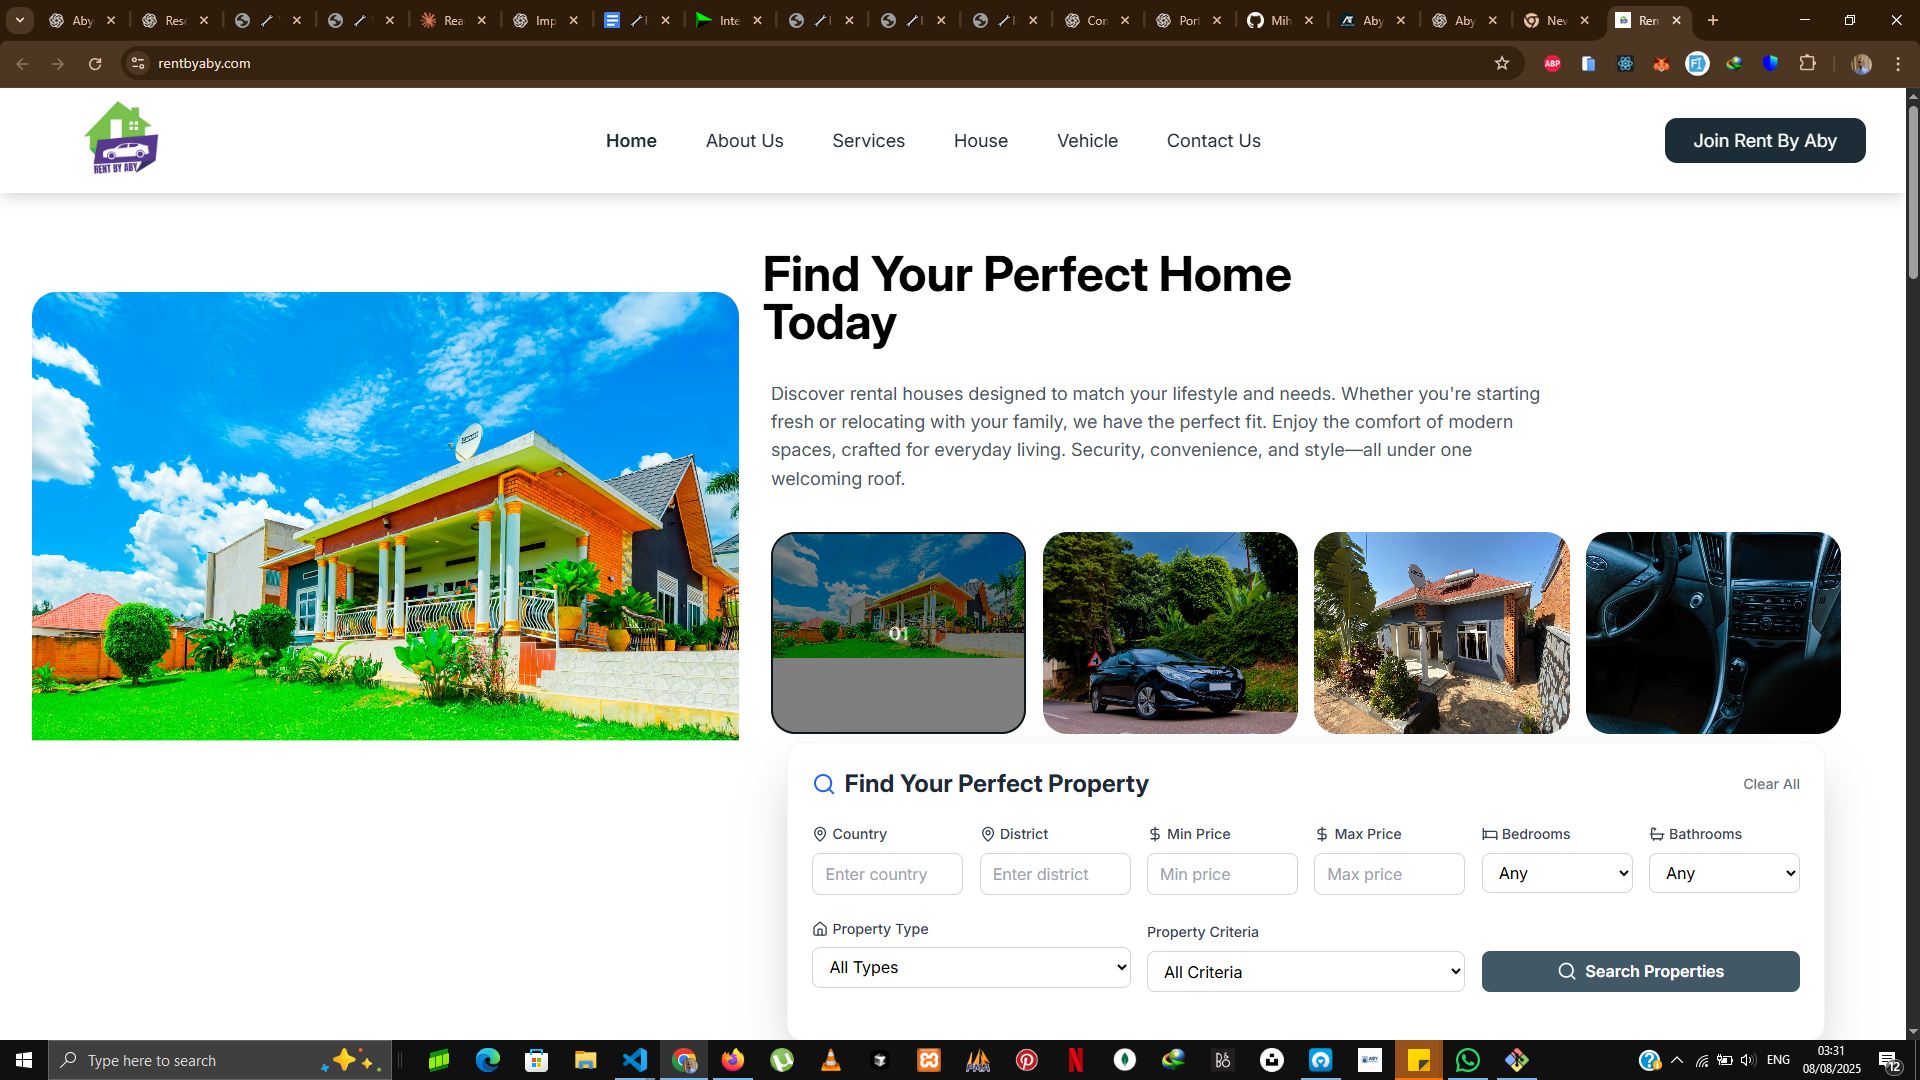 Aby
Reso
Rea
Imp
Inte
Con
Port
Mih
Aby
Aby
New
Ren
rentbyaby.com
ABP
RENT BY ABY
Home
About Us
Services
House
Vehicle
Contact Us
Join Rent By Aby
Find Your Perfect Home
Today
Discover rental houses designed to match your lifestyle and needs. Whether you're starting
fresh or relocating with your family, we have the perfect fit. Enjoy the comfort of modern
spaces, crafted for everyday living. Security, convenience, and style—all under one
welcoming roof.
01
Find Your Perfect Property
Clear All
Country
District
Min Price
Max Price
Bedrooms
Bathrooms
Enter country
Enter district
Min price
Max price
Any
Any
Property Type
Property Criteria
All Types
All Criteria
Search Properties
Type here to search
ENG
03:31
08/08/2025
12